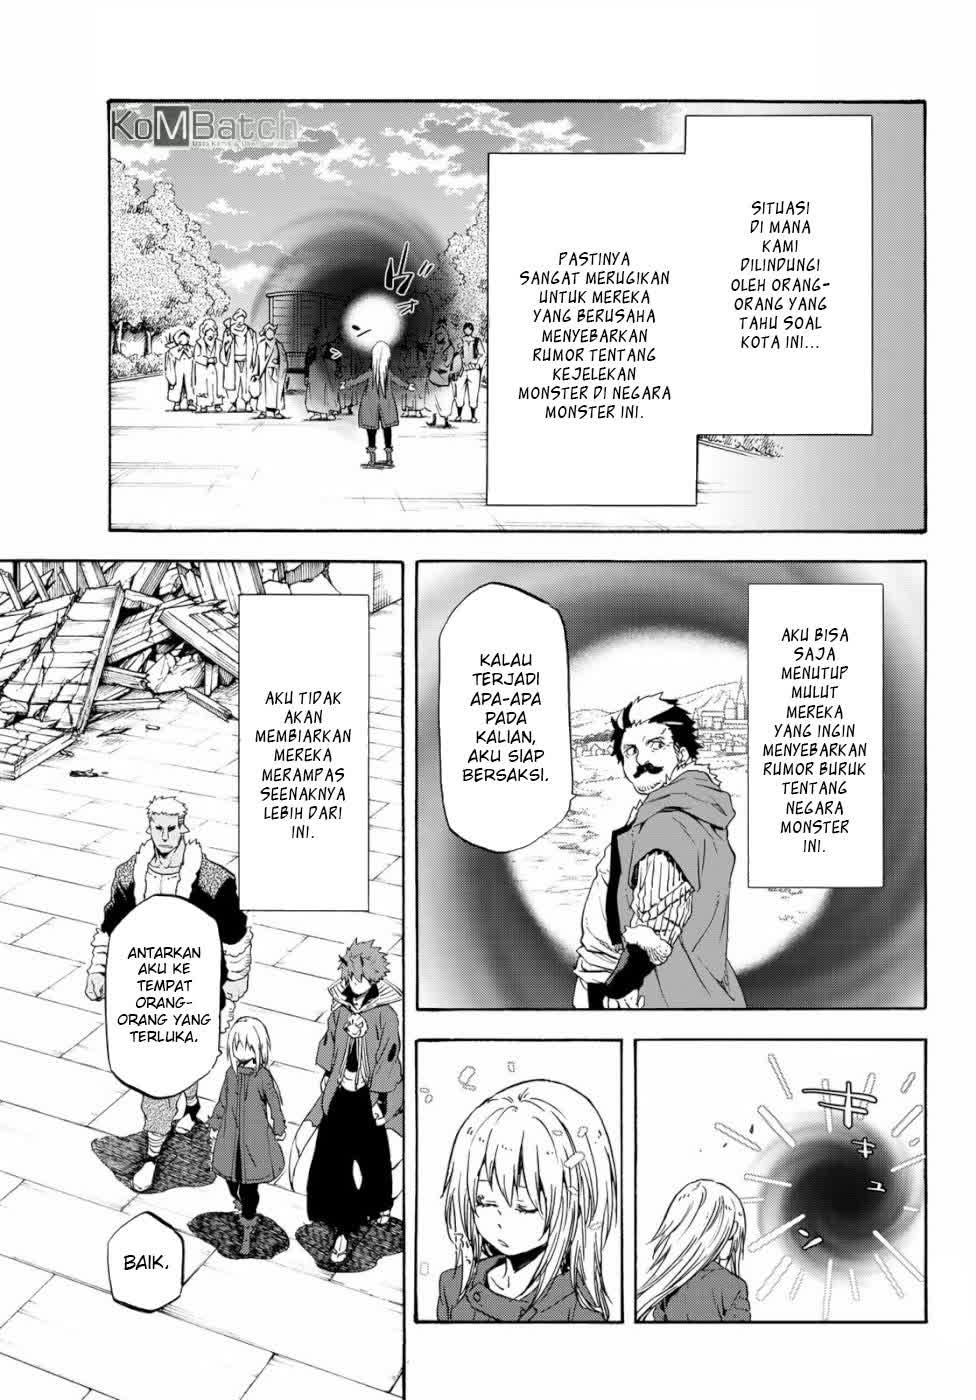 KoMBatch
SITUASI
DI MANA
KAMI
DILINDUNGI
OLEH ORANG-
ORANG YANG
TAHU SOAL
KOTA INI...
PASTINYA
SANGAT MERUGIKAN
UNTUK MEREKA
YANG BERUSAHA
MENYEBARKAN
RUMOR TENTANG
KEJELEKAN
MONSTER DI NEGARA
MONSTER INI.
AKU BISA
SAJA
MENUTUP
MULUT
MEREKA
YANG INGIN
MENYEBARKAN
RUMOR BURUK
TENTANG
NEGARA
MONSTER
INI.
KALAU
TERJADI
APA-APA
PADA
KALIAN,
AKU SIAP
BERSAKSI.
AKU TIDAK
AKAN
MEMBIARKAN
MEREKA
MERAMPAS
SEENAKNYA
LEBIH DARI
INI.
ANTARKAN
AKU KE
TEMPAT
ORANG-
ORANG YANG
TERLUKA.
BAIK.